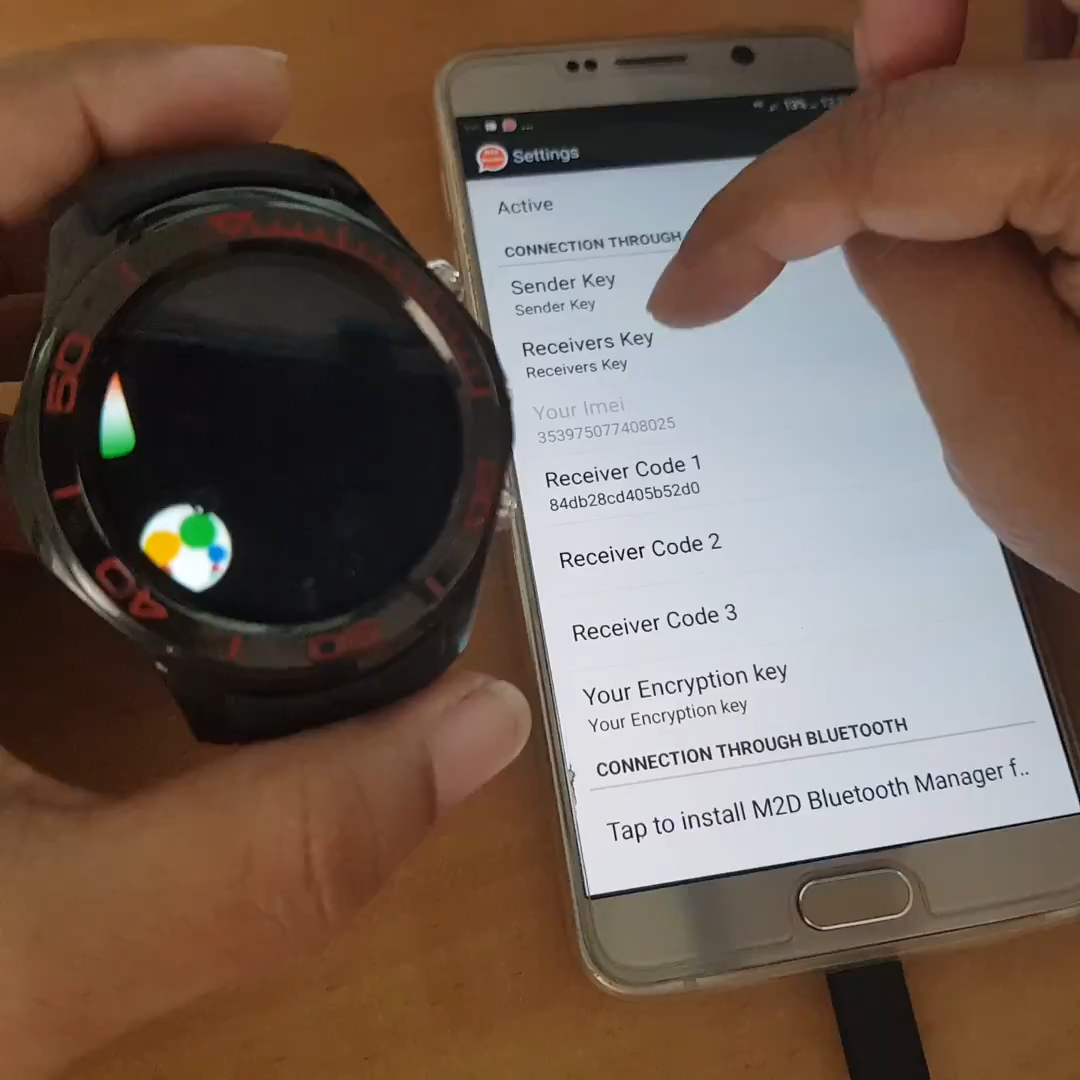 Settings
Active
CONNECTION THROUGH
Sender Key
Sender Key
Receivers Key
Receivers Key
Your Imei
353975077408025
Receiver Code 1
84db28cd405b52d0
Receiver Code 2
Receiver Code 3
Your Encryption key
Your Encryption key
CONNECTION THROUGH BLUETOOTH
Tap to install M2D Bluetooth Manager f..
50
40